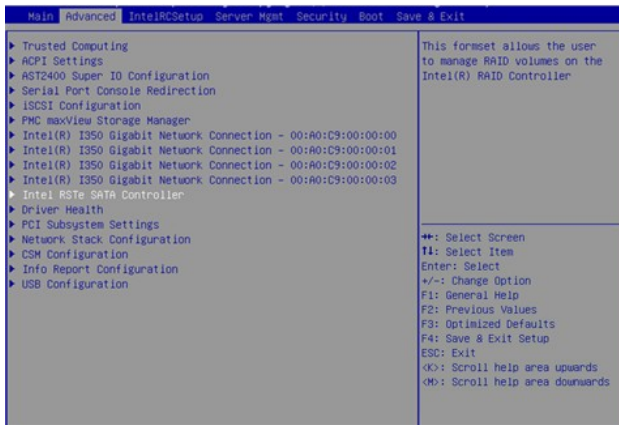 Main Advanced IntelRCSetup Server Mgmt Security Boot Save & Exit
Trusted Computing
ACPI Settings
AST2400 Super IO Configuration
Serial Port Console Redirection
iSCSI Configuration
PMC maxView Storage Manager
Intel(R) I350 Gigabit Network Connection - 00:A0:C9:00:00:00
Intel(R) I350 Gigabit Network Connection - 00:A0:C9:00:00:01
Intel(R) I350 Gigabit Network Connection - 00:A0:C9:00:00:02
Intel(R) I350 Gigabit Network Connection - 00:A0:C9:00:00:03
Intel RSTe SATA Controller
Driver Health
PCI Subsystem Settings
Network Stack Configuration
CSM Configuration
Info Report Configuration
USB Configuration
This formset allows the user
to manage RAID volumes on the
Intel(R) RAID Controller
→←: Select Screen
↑↓: Select Item
Enter: Select
+/-: Change Option
F1: General Help
F2: Previous Values
F3: Optimized Defaults
F4: Save & Exit Setup
ESC: Exit
<K>: Scroll help area upwards
<M>: Scroll help area downwards